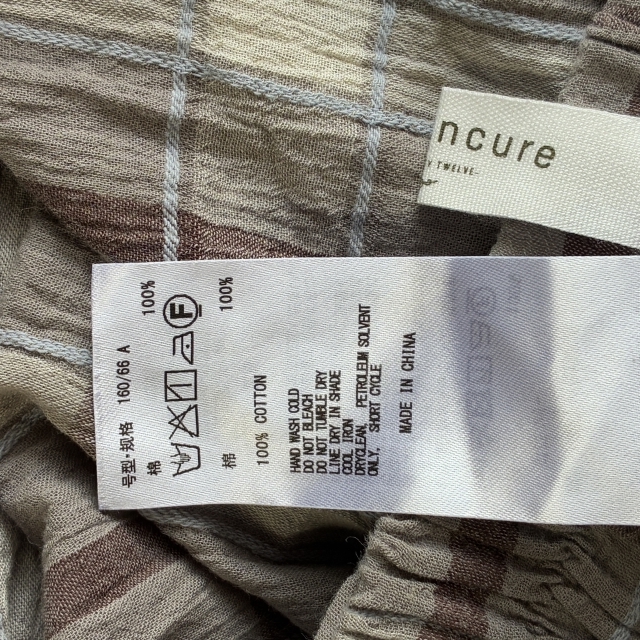 ncure
Y TWELVE-
号型·规格 160/66 A
棉 100%
F
棉 100%
100% COTTON
HAND WASH COLD
DO NOT BLEACH
DO NOT TUMBLE DRY
LINE DRY IN SHADE
COOL IRON
DRYCLEAN, PETROLEUM SOLVENT
ONLY, SHORT CYCLE
MADE IN CHINA